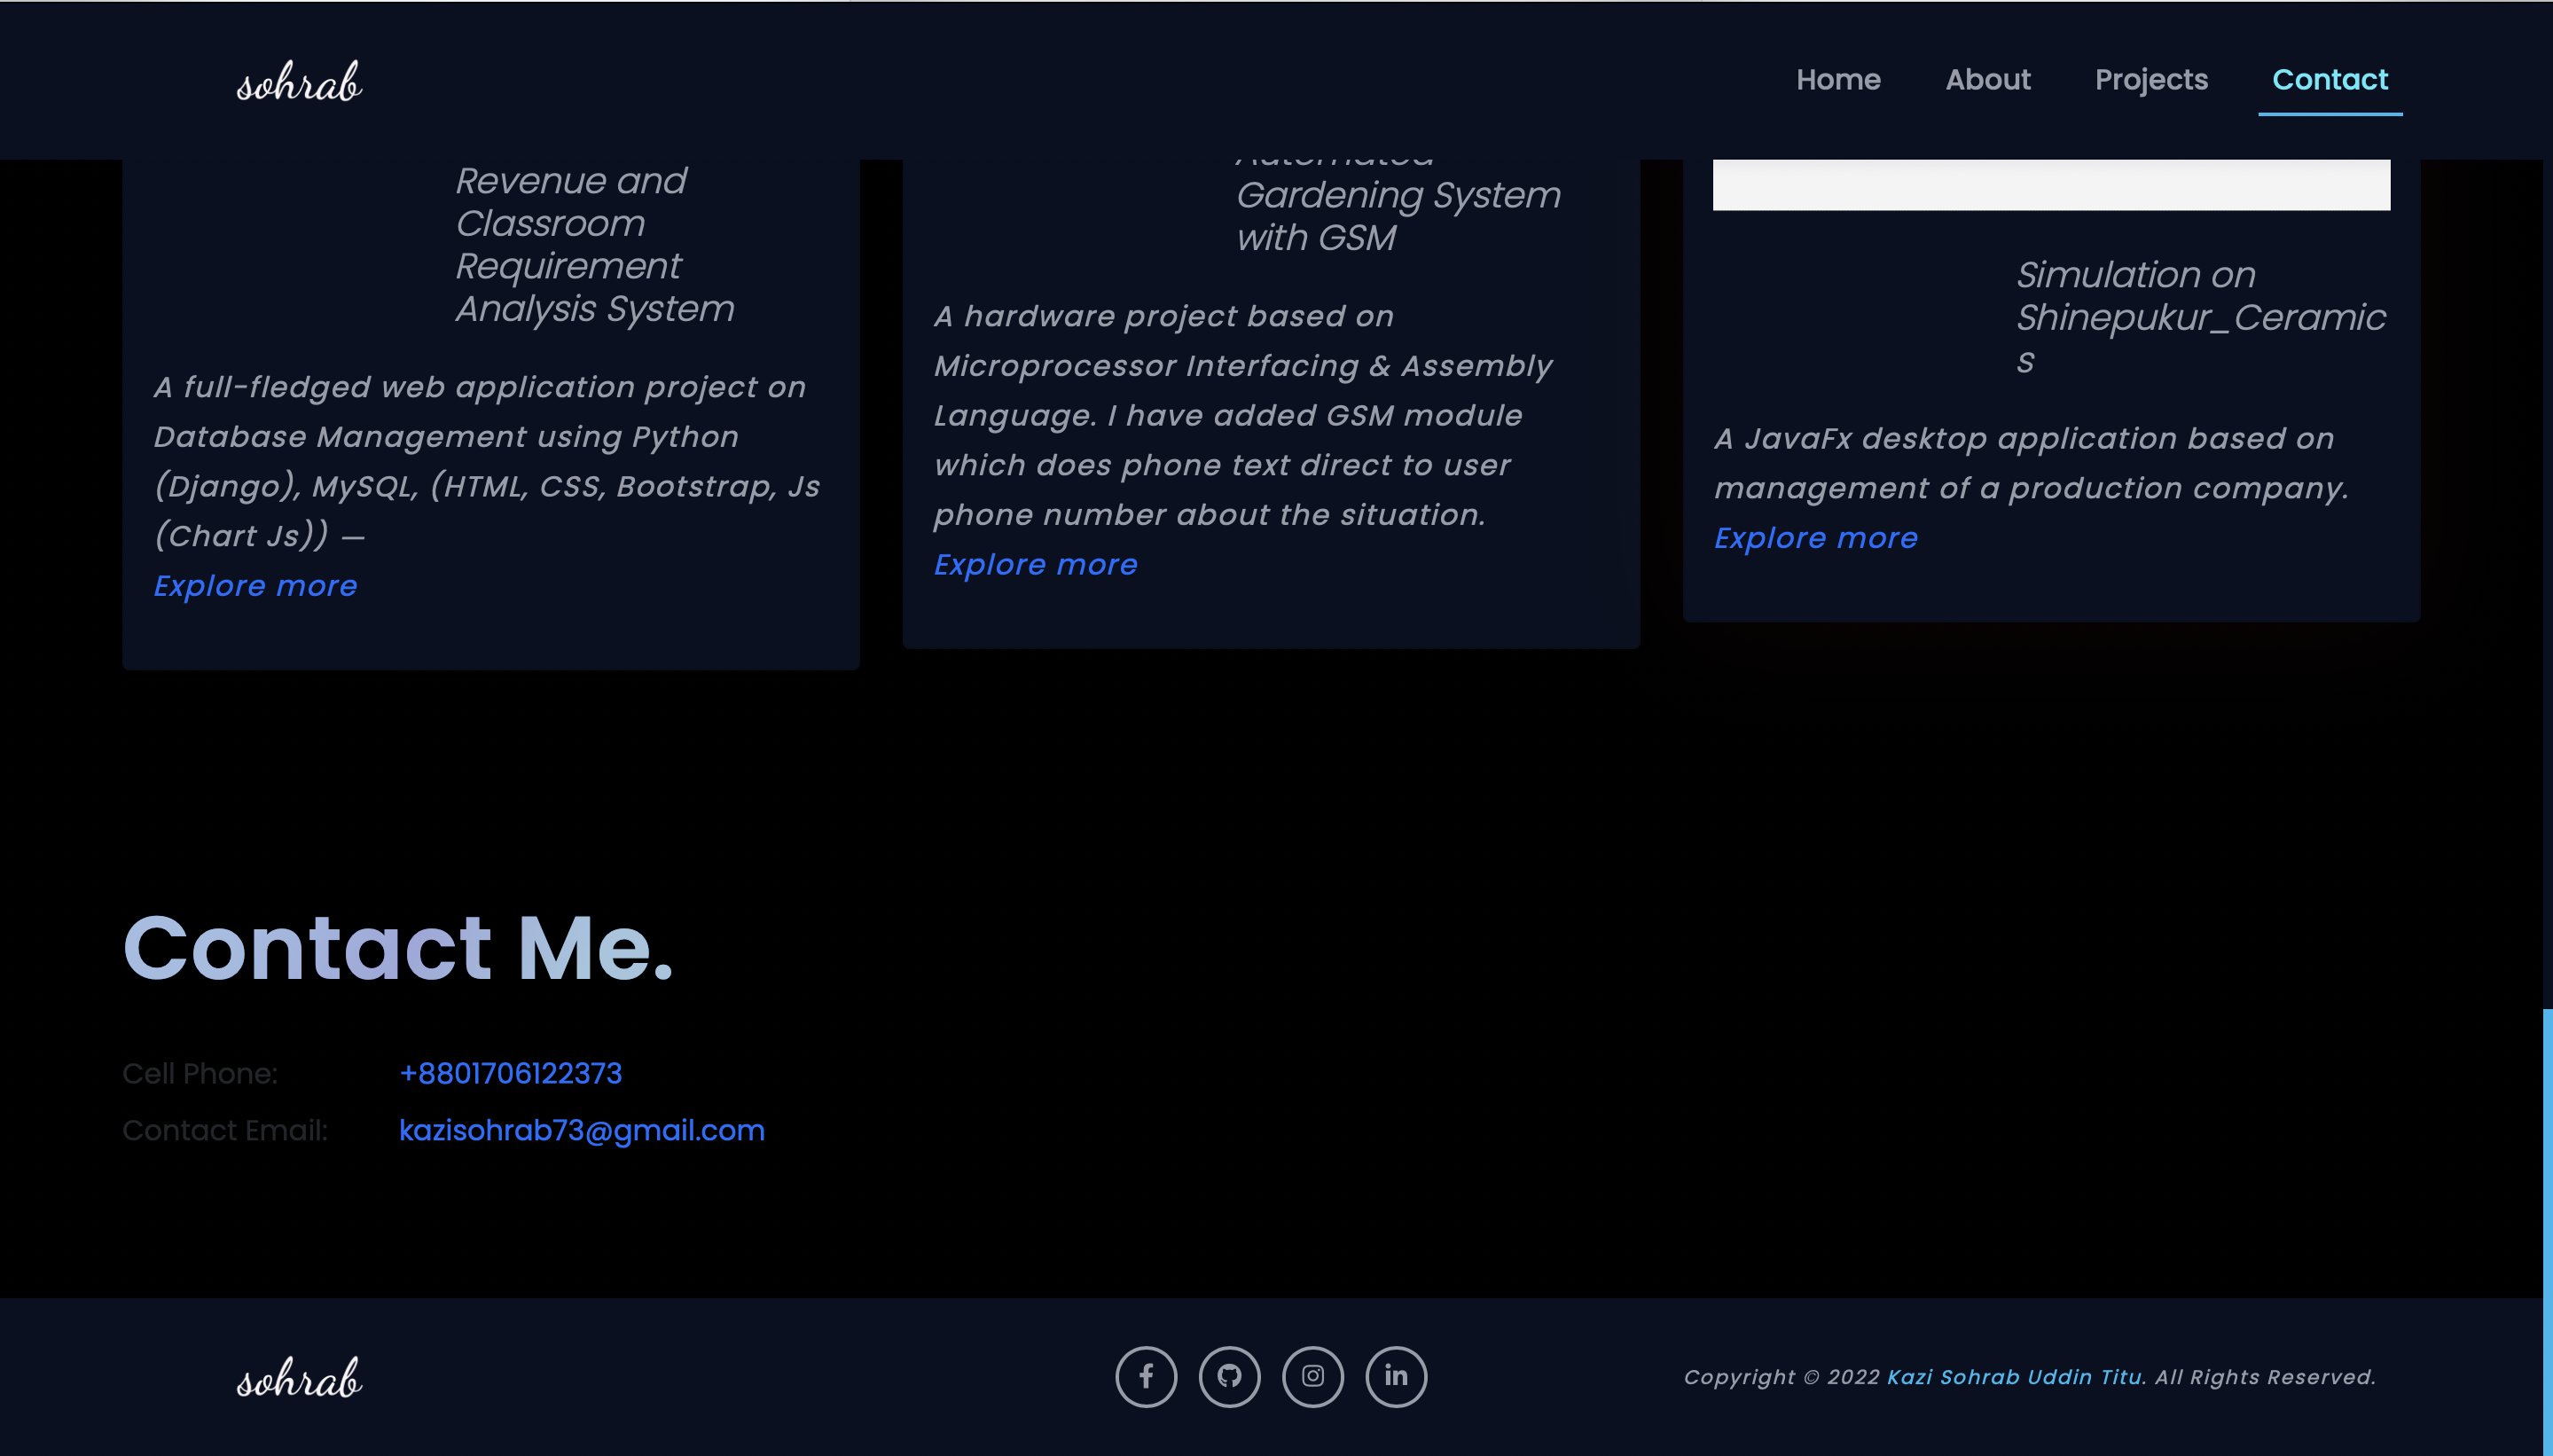 sohrab
Home
About
Projects
Contact
Revenue and
Classroom
Requirement
Analysis System
A full-fledged web application project on
Database Management using Python
(Django), MySQL, (HTML, CSS, Bootstrap, Js
(Chart Js)) —
Explore more
Automated
Gardening System
with GSM
A hardware project based on
Microprocessor Interfacing & Assembly
Language. I have added GSM module
which does phone text direct to user
phone number about the situation.
Explore more
Simulation on
Shinepukur_Ceramic
s
A JavaFx desktop application based on
management of a production company.
Explore more
Contact Me.
Cell Phone: +8801706122373
Contact Email: kazisohrab73@gmail.com
sohrab
Copyright © 2022 Kazi Sohrab Uddin Titu. All Rights Reserved.